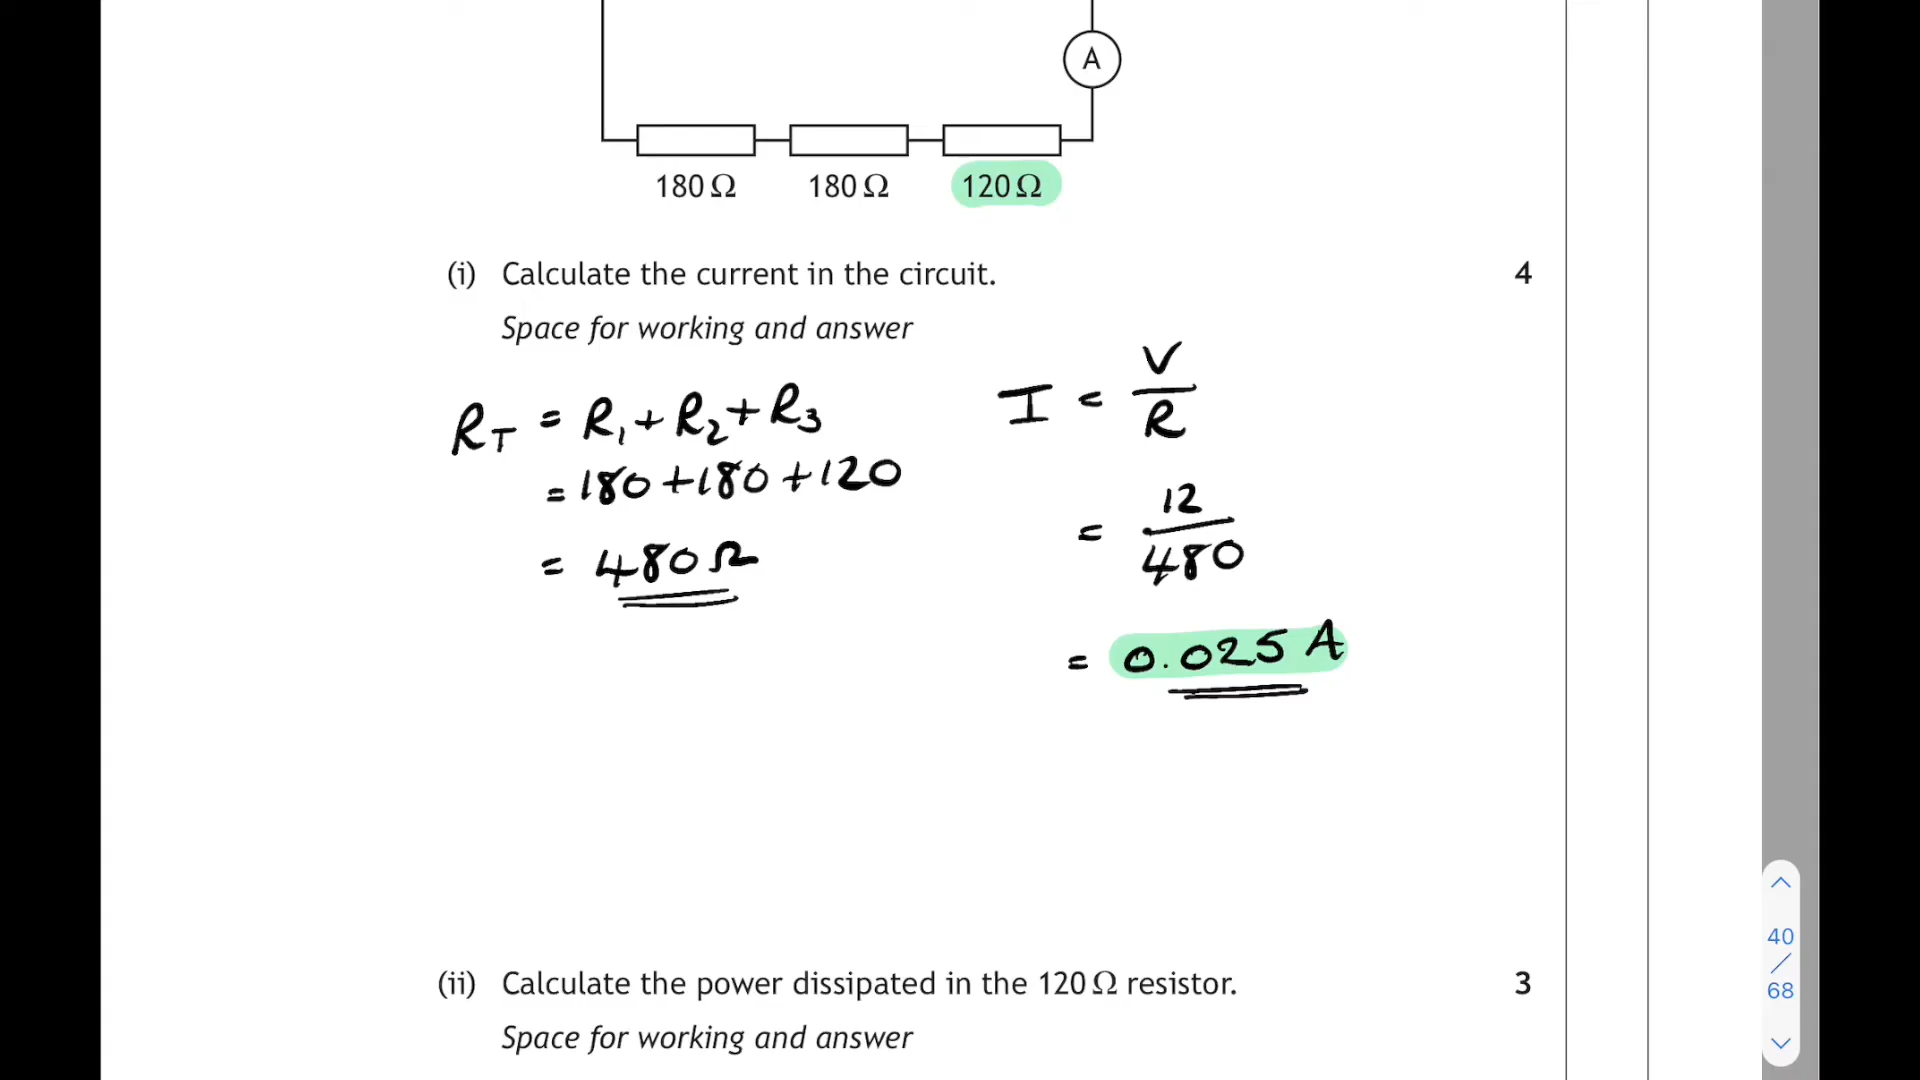 A
180 Ω 180 Ω 120 Ω
(i) Calculate the current in the circuit. 4
Space for working and answer
R_T = R₁ + R₂ + R₃
= 180 + 180 + 120
= 480 Ω
I = V/R
= 12/480
= 0.025 A
(ii) Calculate the power dissipated in the 120 Ω resistor. 3
Space for working and answer
40
/
68